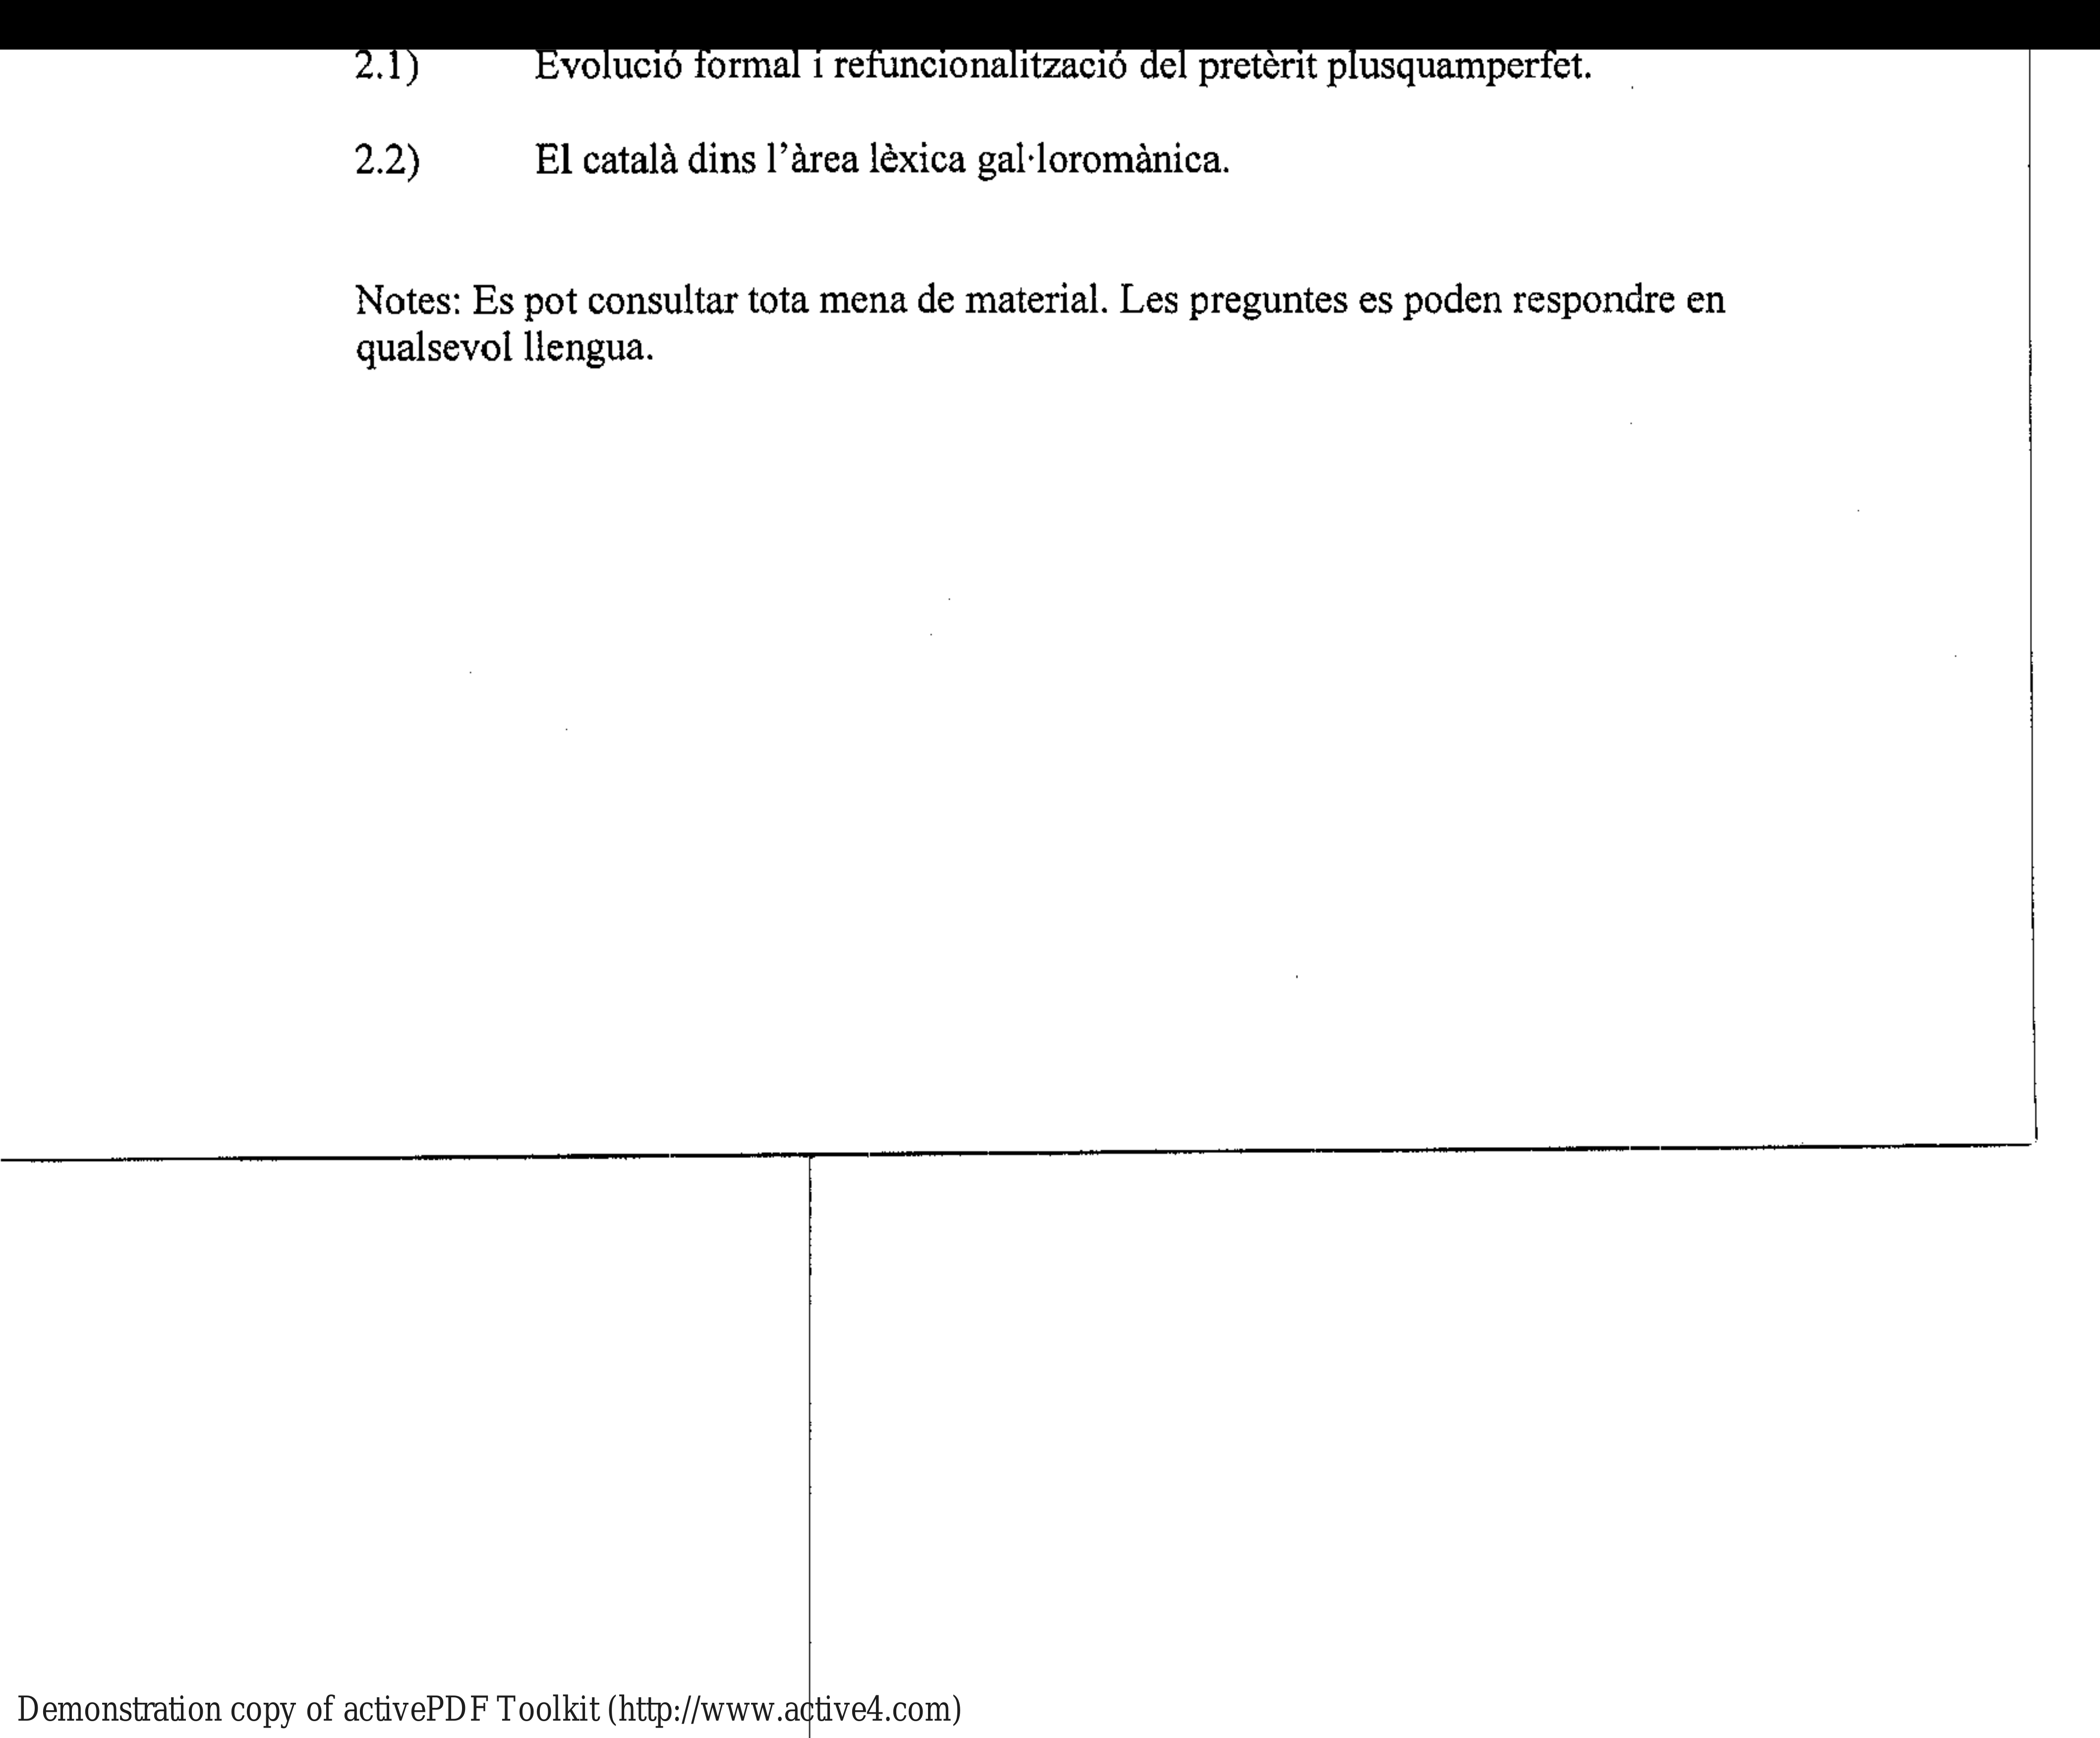 2.1) Evolució formal i refuncionalització del pretèrit plusquamperfet.
2.2) El català dins l'àrea lèxica gal·loromànica.
Notes: Es pot consultar tota mena de material. Les preguntes es poden respondre en
qualsevol llengua.
Demonstration copy of activePDF Toolkit (http://www.active4.com)